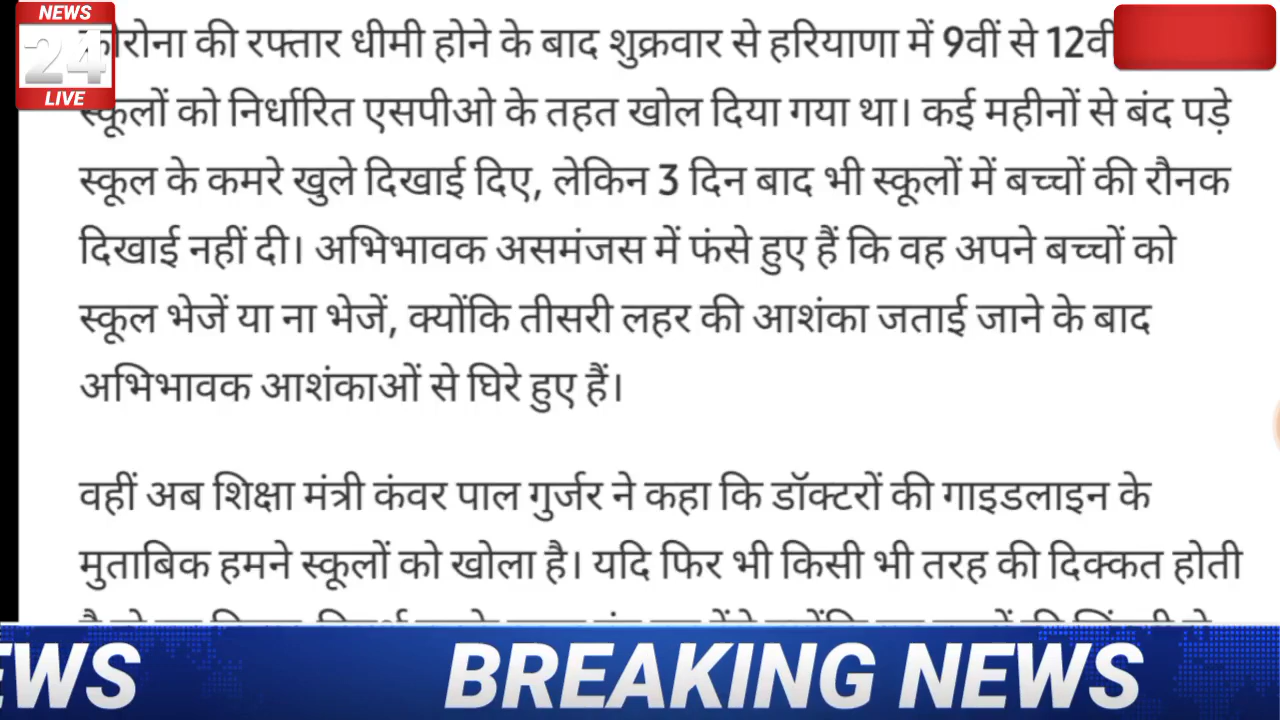 NEWS
24
LIVE
रोना की रफ्तार धीमी होने के बाद शुक्रवार से हरियाणा में 9वीं से 12वीं
स्कूलों को निर्धारित एसपीओ के तहत खोल दिया गया था। कई महीनों से बंद पड़े
स्कूल के कमरे खुले दिखाई दिए, लेकिन 3 दिन बाद भी स्कूलों में बच्चों की रौनक
दिखाई नहीं दी। अभिभावक असमंजस में फंसे हुए हैं कि वह अपने बच्चों को
स्कूल भेजें या ना भेजें, क्योंकि तीसरी लहर की आशंका जताई जाने के बाद
अभिभावक आशंकाओं से घिरे हुए हैं।
वहीं अब शिक्षा मंत्री कंवर पाल गुर्जर ने कहा कि डॉक्टरों की गाइडलाइन के
मुताबिक हमने स्कूलों को खोला है। यदि फिर भी किसी भी तरह की दिक्कत होती
EWS BREAKING NEWS